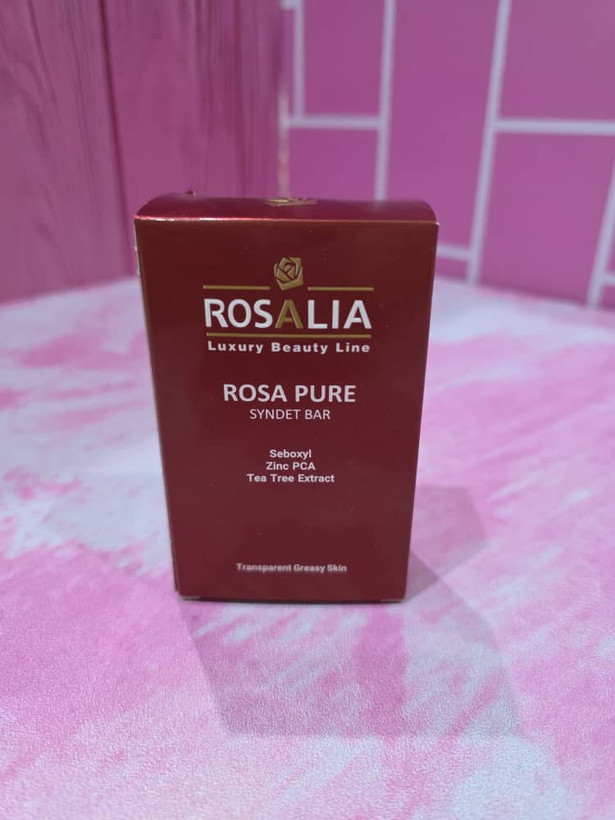 ROSALIA
Luxury Beauty Line
ROSA PURE
SYNDET BAR
Seboxyl
Zinc PCA
Tea Tree Extract
Transparent Greasy Skin